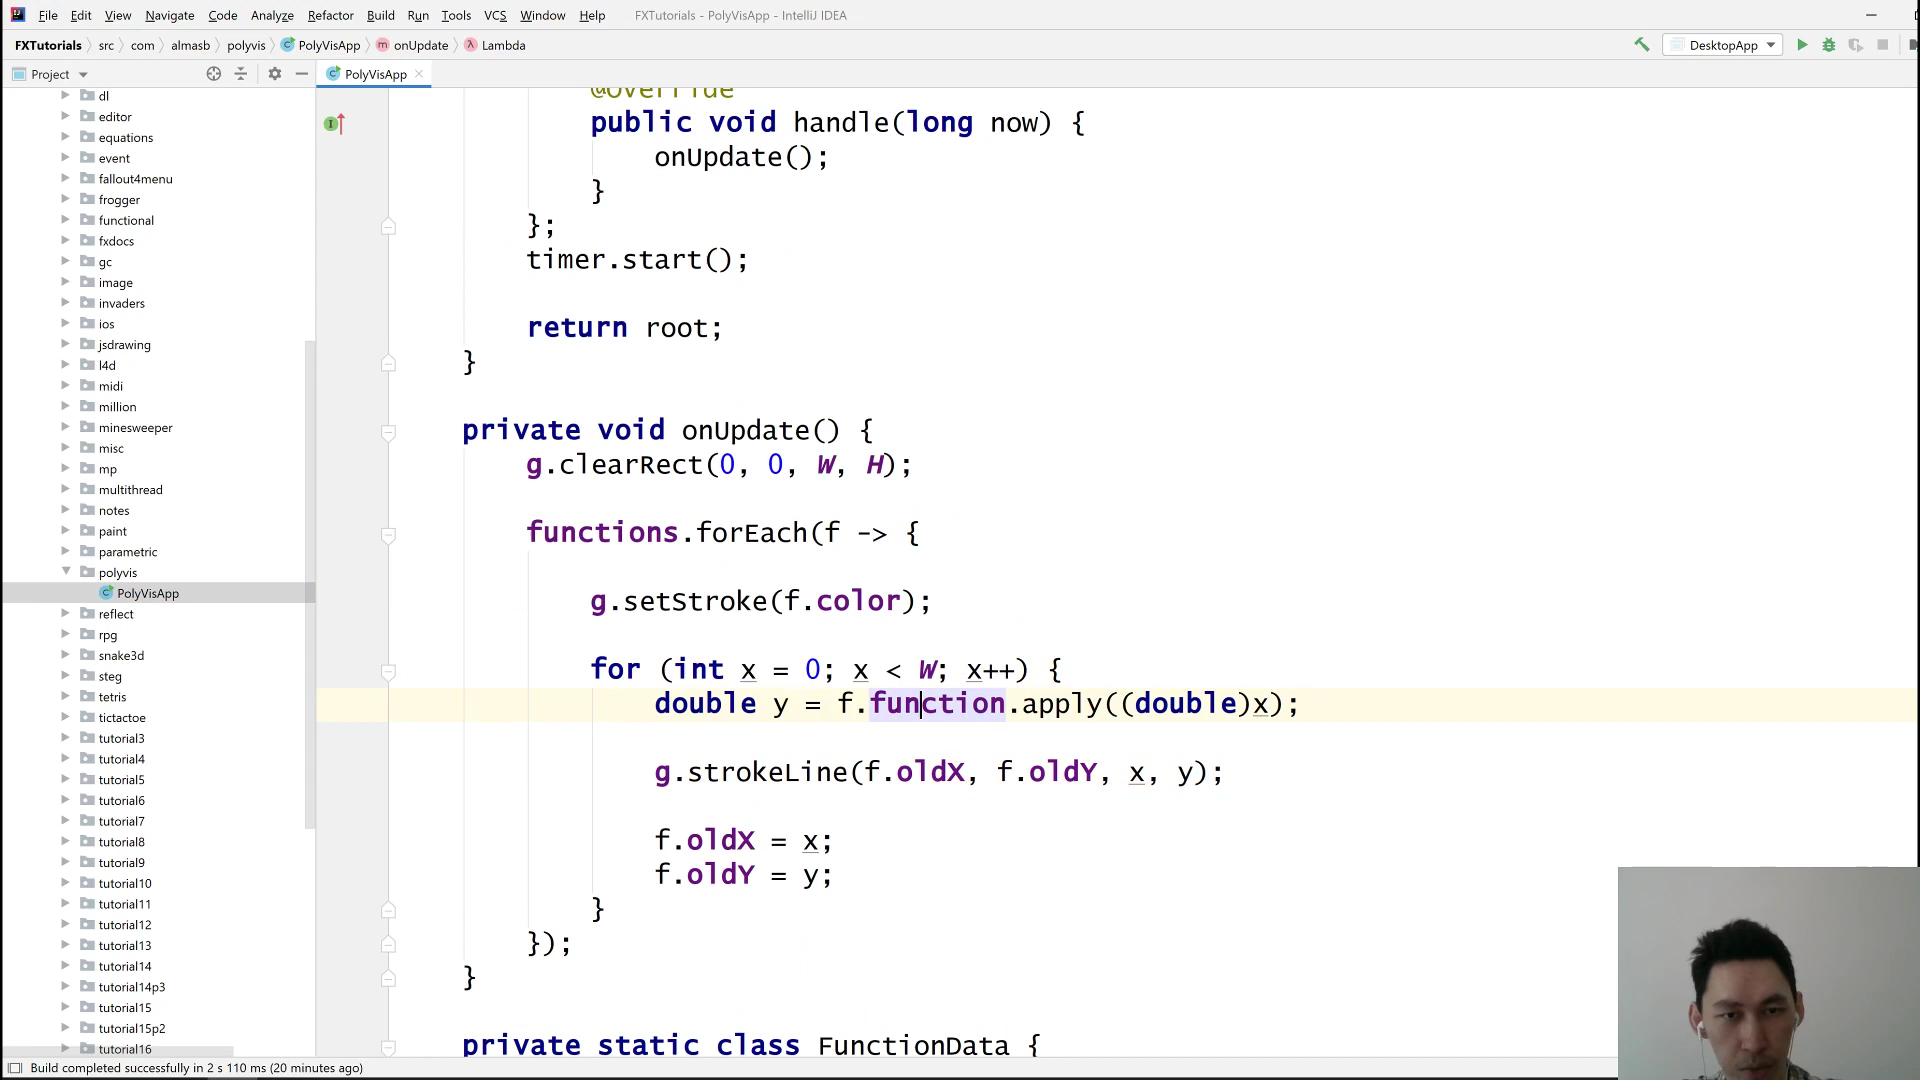 File Edit View Navigate Code Analyze Refactor Build Run Tools VCS Window Help FXTutorials - PolyVisApp - IntelliJ IDEA
FXTutorials src com almasb polyvis PolyVisApp onUpdate Lambda DesktopApp
Project PolyVisApp
dl
editor
equations
event
fallout4menu
frogger
functional
fxdocs
gc
image
invaders
ios
jsdrawing
l4d
midi
million
minesweeper
misc
mp
multithread
notes
paint
parametric
polyvis
PolyVisApp
reflect
rpg
snake3d
steg
tetris
tictactoe
tutorial3
tutorial4
tutorial5
tutorial6
tutorial7
tutorial8
tutorial9
tutorial10
tutorial11
tutorial12
tutorial13
tutorial14
tutorial14p3
tutorial15
tutorial15p2
tutorial16
@Override
public void handle(long now) {
onUpdate();
}
};
timer.start();
return root;
}
private void onUpdate() {
g.clearRect(0, 0, W, H);
functions.forEach(f -> {
g.setStroke(f.color);
for (int x = 0; x < W; x++) {
double y = f.function.apply((double)x);
g.strokeLine(f.oldX, f.oldY, x, y);
f.oldX = x;
f.oldY = y;
}
});
}
private static class FunctionData {
Build completed successfully in 2 s 110 ms (20 minutes ago)